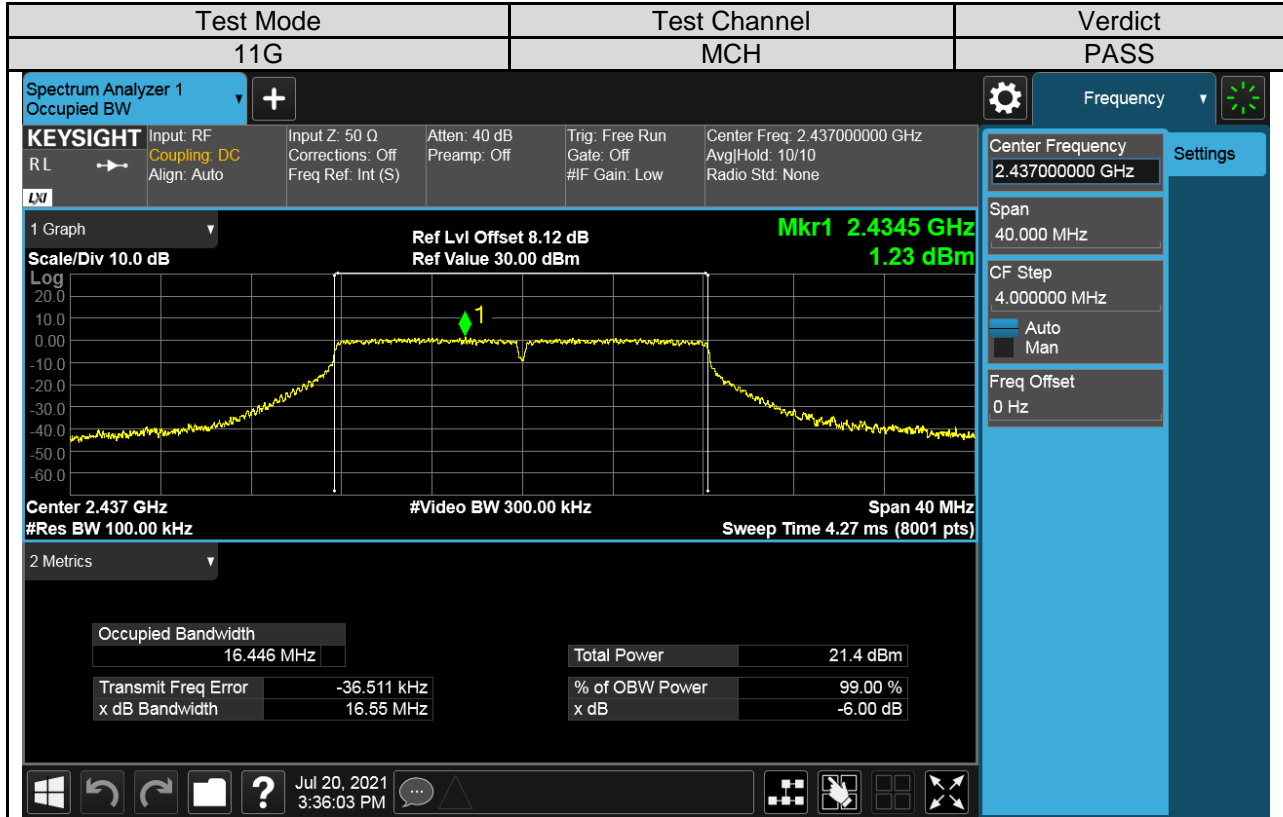 Test Mode Test Channel Verdict
11G MCH PASS
Spectrum Analyzer 1
Occupied BW
Frequency
KEYSIGHT
R L
LXI
Input: RF
Coupling: DC
Align: Auto
Input Z: 50 Ω
Corrections: Off
Freq Ref: Int (S)
Atten: 40 dB
Preamp: Off
Trig: Free Run
Gate: Off
#IF Gain: Low
Center Freq: 2.437000000 GHz
Avg|Hold: 10/10
Radio Std: None
Center Frequency
2.437000000 GHz
Settings
Span
40.000 MHz
CF Step
4.000000 MHz
Auto
Man
Freq Offset
0 Hz
1 Graph
Scale/Div 10.0 dB
Ref Lvl Offset 8.12 dB
Ref Value 30.00 dBm
Mkr1 2.4345 GHz
1.23 dBm
Log
20.0
10.0
0.00
-10.0
-20.0
-30.0
-40.0
-50.0
-60.0
1
Center 2.437 GHz
#Res BW 100.00 kHz
#Video BW 300.00 kHz
Span 40 MHz
Sweep Time 4.27 ms (8001 pts)
2 Metrics
Occupied Bandwidth
16.446 MHz
Total Power 21.4 dBm
Transmit Freq Error -36.511 kHz
% of OBW Power 99.00 %
x dB Bandwidth 16.55 MHz
x dB -6.00 dB
?
Jul 20, 2021
3:36:03 PM